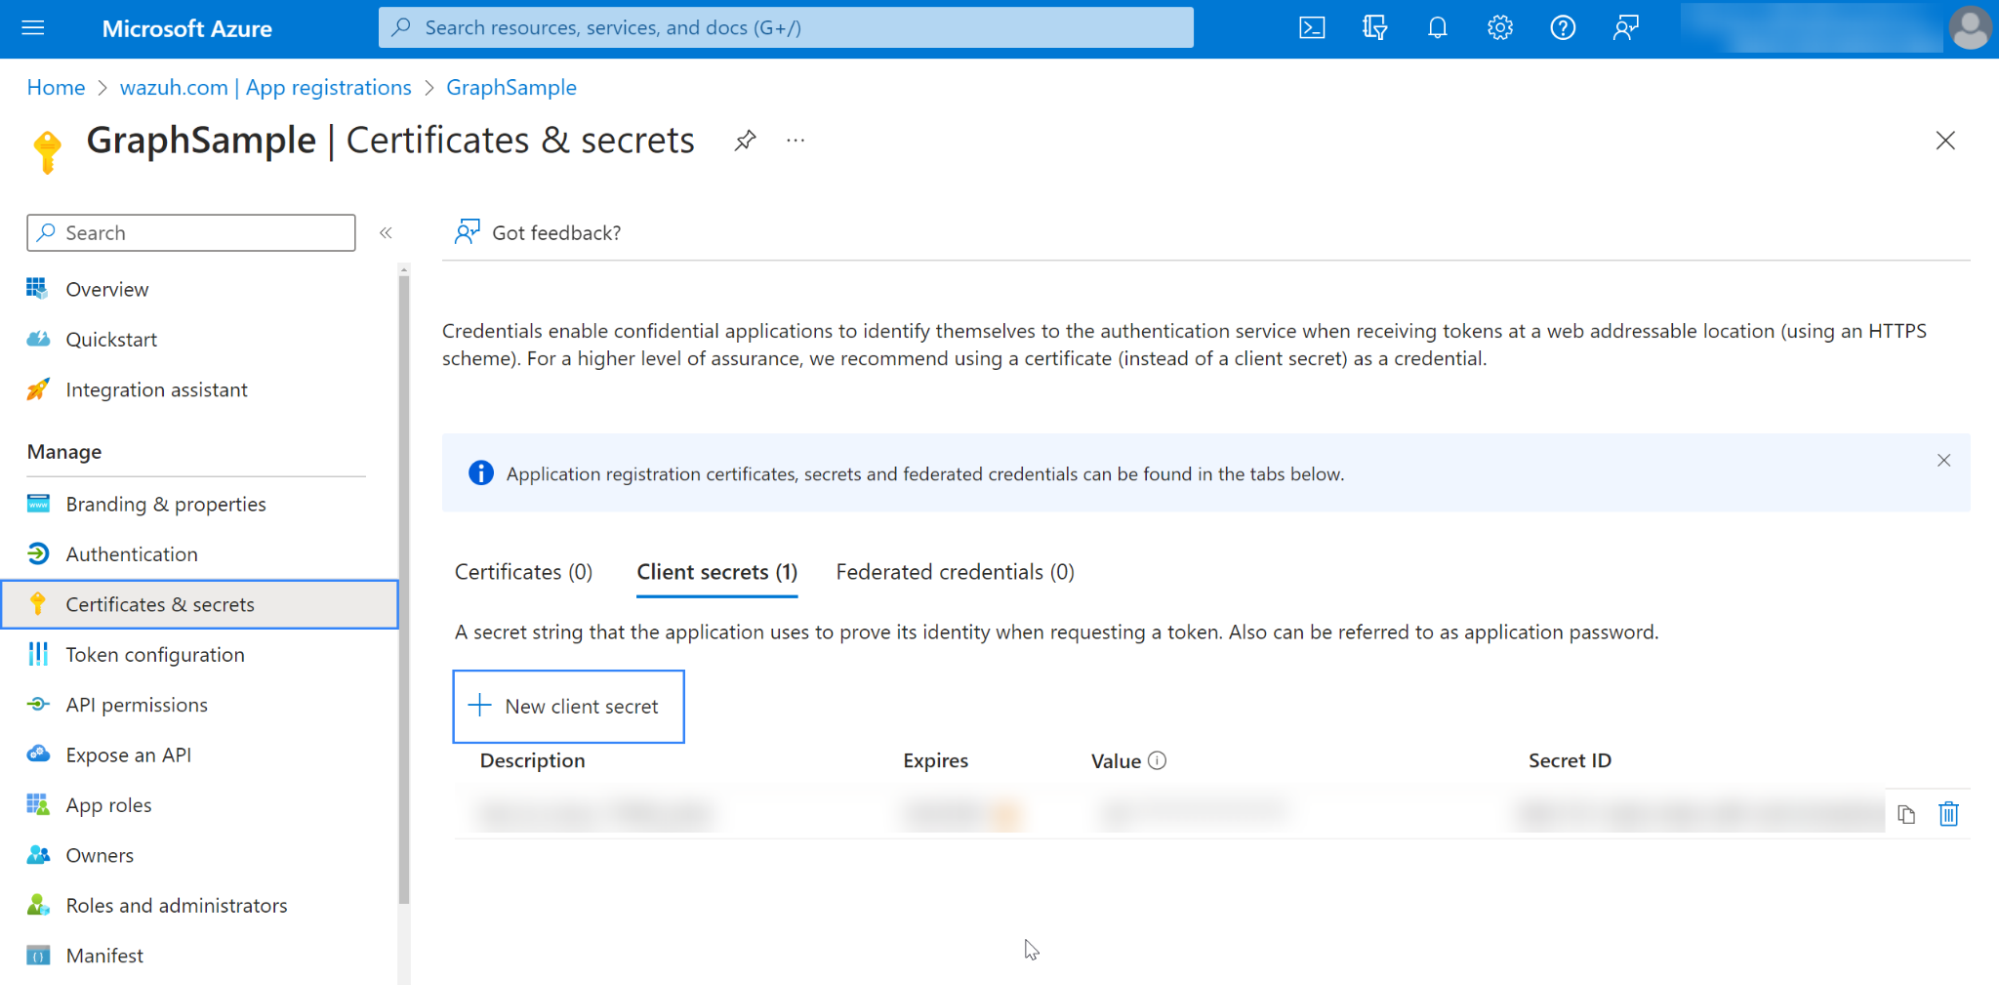 Microsoft Azure
Search resources, services, and docs (G+/)
Home > wazuh.com | App registrations > GraphSample
GraphSample | Certificates & secrets
Search
«
Got feedback?
Overview
Quickstart
Integration assistant
Manage
Branding & properties
Authentication
Certificates & secrets
Token configuration
API permissions
Expose an API
App roles
Owners
Roles and administrators
Manifest
Credentials enable confidential applications to identify themselves to the authentication service when receiving tokens at a web addressable location (using an HTTPS
scheme). For a higher level of assurance, we recommend using a certificate (instead of a client secret) as a credential.
Application registration certificates, secrets and federated credentials can be found in the tabs below.
Certificates (0) Client secrets (1) Federated credentials (0)
A secret string that the application uses to prove its identity when requesting a token. Also can be referred to as application password.
New client secret
Description Expires Value Secret ID